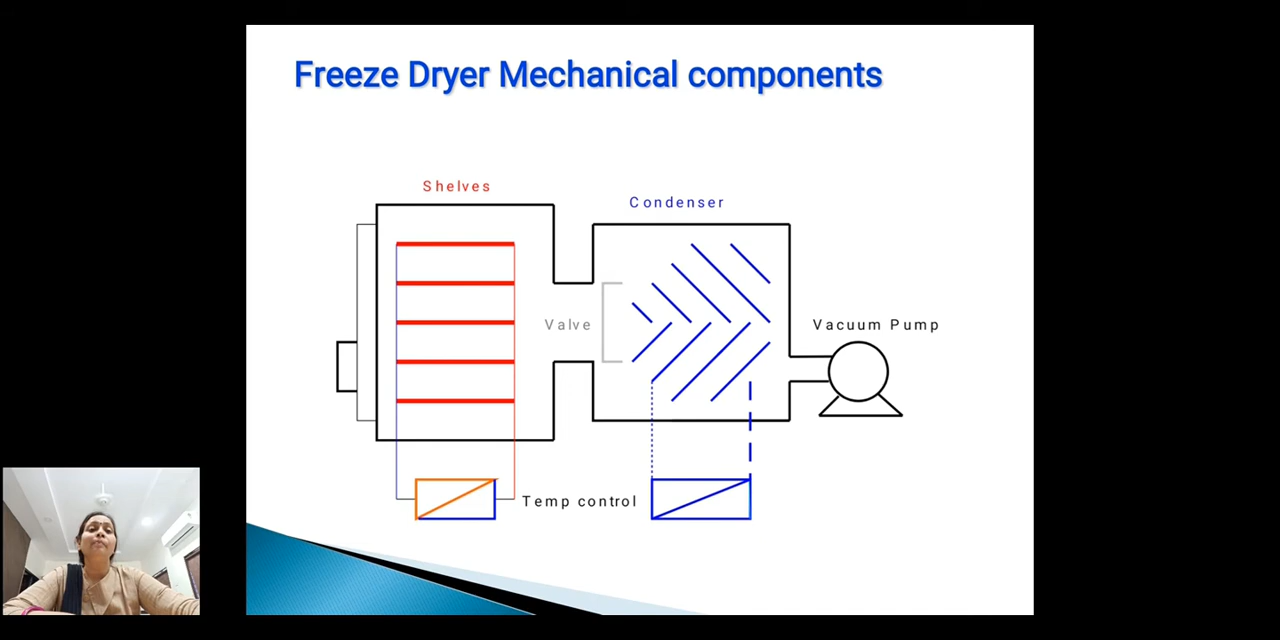 Freeze Dryer Mechanical components
Shelves
Condenser
Valve
Vacuum Pump
Temp control